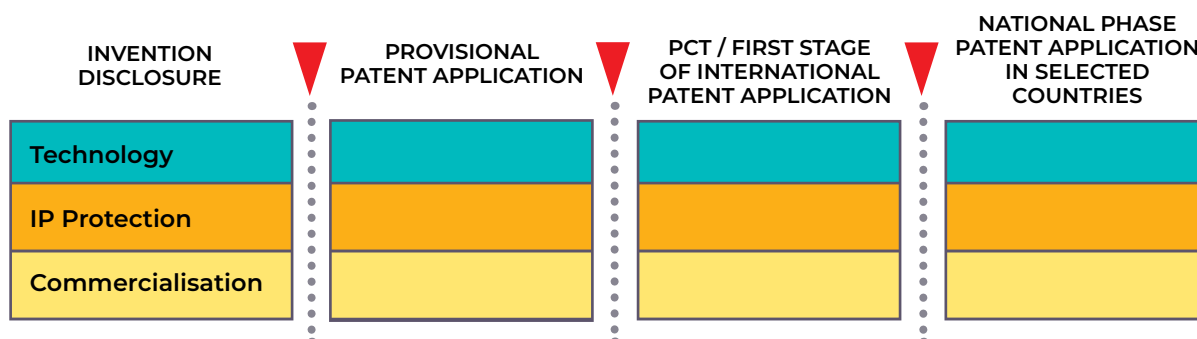 INVENTION
DISCLOSURE
PROVISIONAL
PATENT APPLICATION
PCT / FIRST STAGE
OF INTERNATIONAL
PATENT APPLICATION
NATIONAL PHASE
PATENT APPLICATION
IN SELECTED
COUNTRIES
Technology
IP Protection
Commercialisation